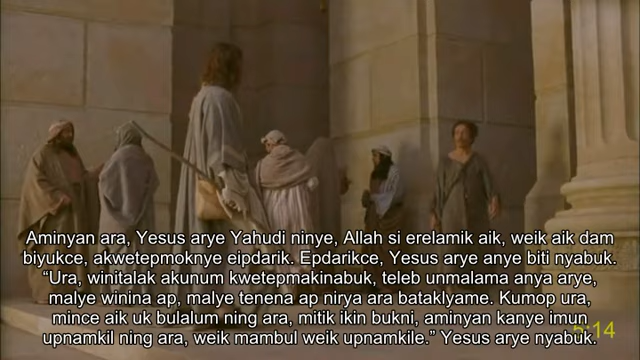 Aminyan ara, Yesus arye Yahudi ninye, Allah si erelamik aik, weik aik dam
biyukce, akwetepmoknye eipdarik. Epdarikce, Yesus arye anye biti nyabuk.
“Ura, winitalak akunum kwetepmakinabuk, teleb unmalama anya arye,
malye winina ap, malye tenena ap nirya ara bataklyame. Kumop ura,
mince aik uk bulalum ning ara, mitik ikin bukni, aminyan kanye imun
upnamkil ning ara, weik mambul weik upnamkile.” Yesus arye nyabuk.
:14